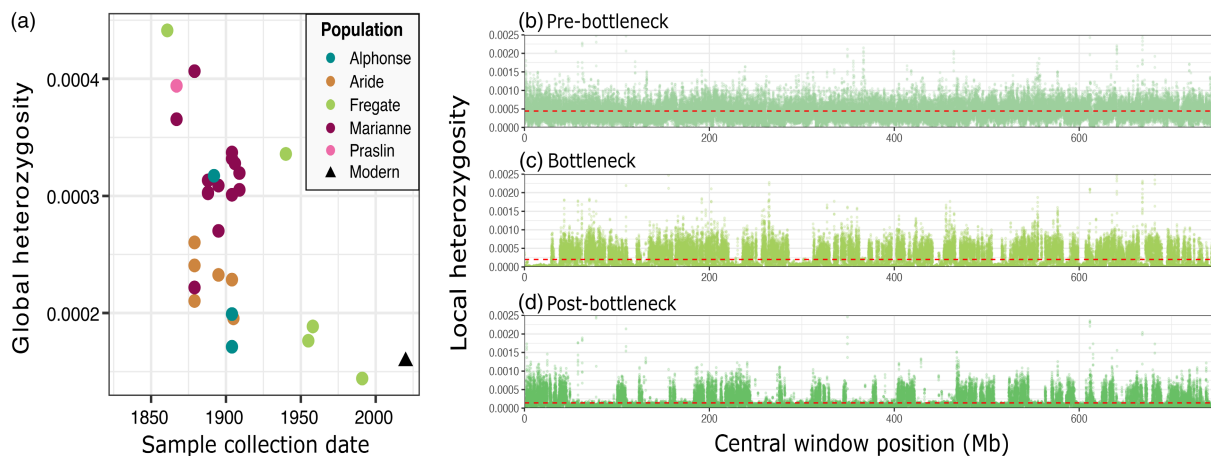 (a)
Global heterozygosity
0.0004
0.0003
0.0002
1850 1900 1950 2000
Sample collection date
Population
Alphonse
Aride
Fregate
Marianne
Praslin
Modern
Local heterozygosity
(b) Pre-bottleneck
0.0025
0.0020
0.0015
0.0010
0.0005
0.0000
0 200 400 600
(c) Bottleneck
0.0025
0.0020
0.0015
0.0010
0.0005
0.0000
0 200 400 600
(d) Post-bottleneck
0.0025
0.0020
0.0015
0.0010
0.0005
0.0000
0 200 400 600
Central window position (Mb)